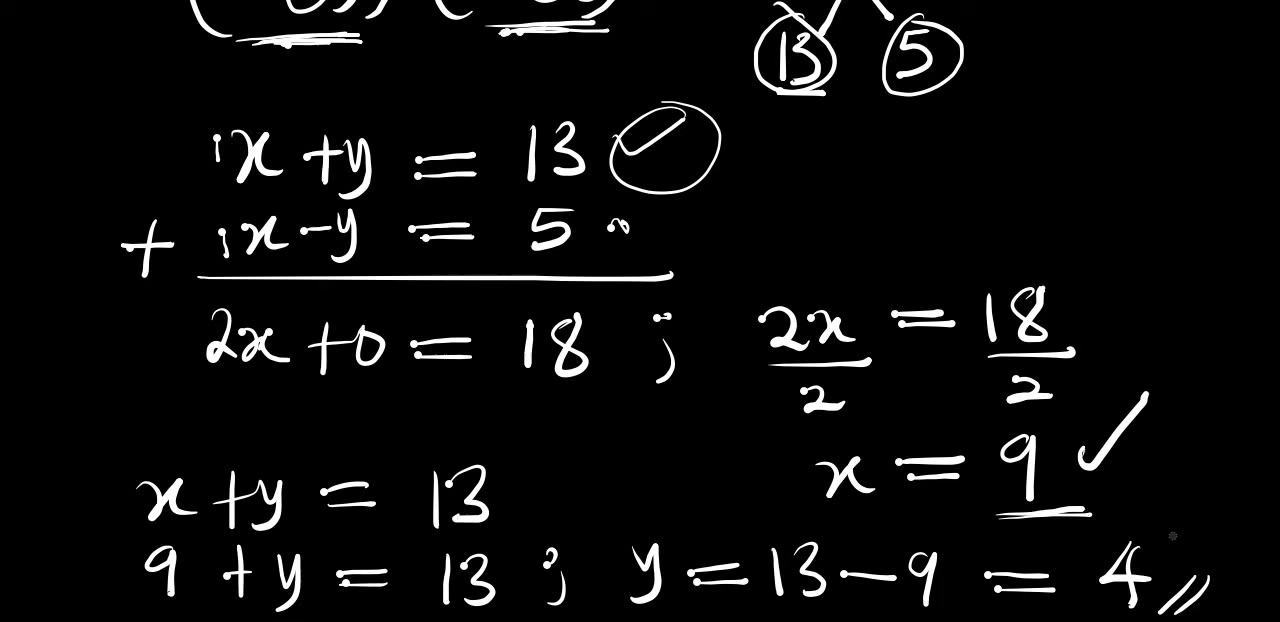 13 5
x + y = 13
+ x - y = 5
2x + 0 = 18 ; 2x/2 = 18/2
x = 9 ✓
x + y = 13
9 + y = 13 ; y = 13 - 9 = 4 //